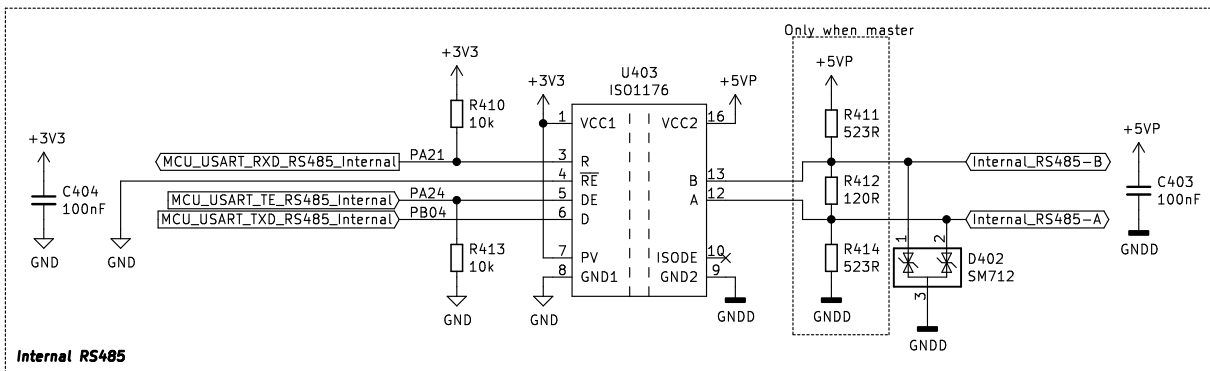 Only when master
+3V3
+5VP
+3V3
U403
ISO1176
+5VP
R410
10k
R411
523R
+3V3
1
VCC1
VCC2
16
+5VP
MCU_USART_RXD_RS485_Internal
PA21
3
R
Internal_RS485-B
4
RE
B
13
C404
100nF
MCU_USART_TE_RS485_Internal
PA24
5
DE
A
12
R412
120R
C403
100nF
MCU_USART_TXD_RS485_Internal
PB04
6
D
Internal_RS485-A
1
2
R413
10k
7
PV
ISODE
10
R414
523R
D402
SM712
GND
GND
8
GND1
GND2
9
GNDD
3
GND
GND
GNDD
GNDD
GNDD
Internal RS485